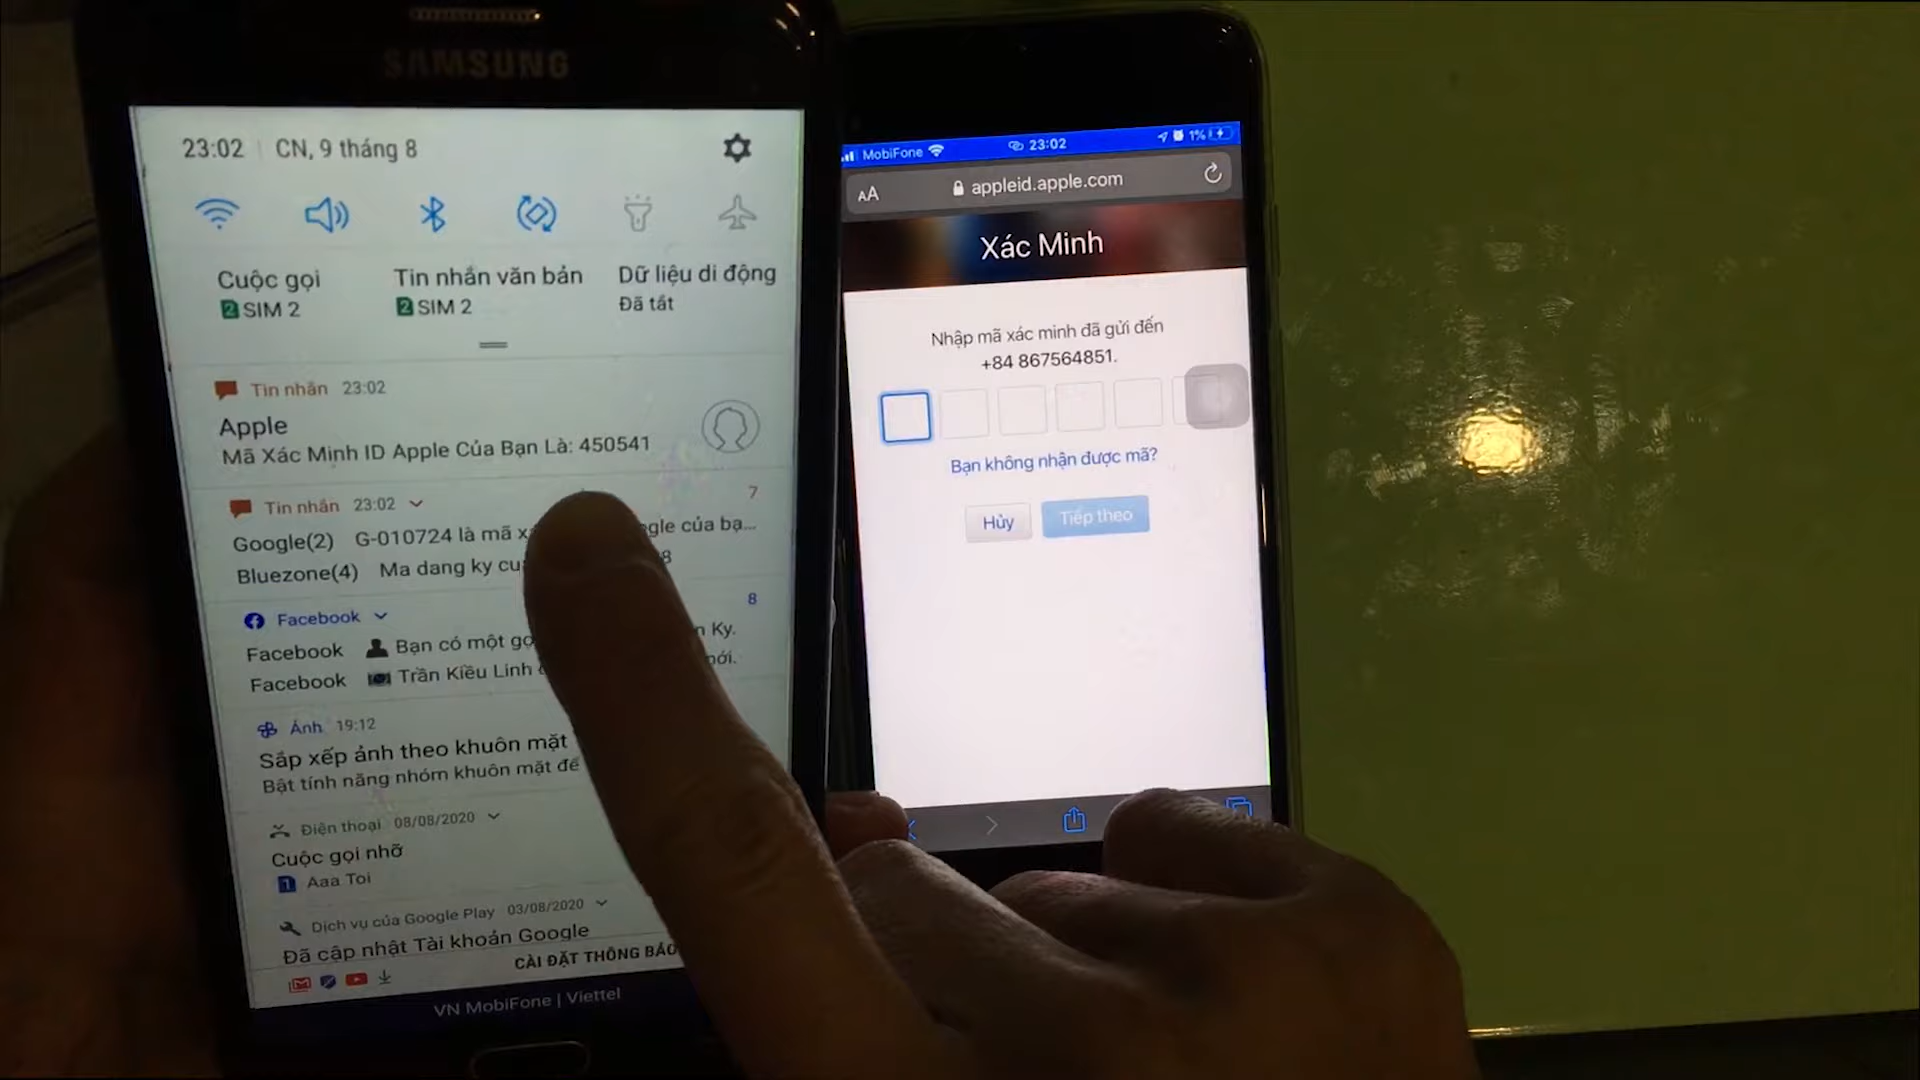 SAMSUNG
23:02 CN, 9 tháng 8
Cuộc gọi
2 SIM 2
Tin nhắn văn bản
2 SIM 2
Dữ liệu di động
Đã tắt
Tin nhắn 23:02
Apple
Mã Xác Minh ID Apple Của Bạn Là: 450541
Tin nhắn 23:02
7
Google(2) G-010724 là mã của bạ...
Bluezone(4) Ma dang ky
Facebook
8
Facebook Bạn có một Ky.
Facebook Trần Kiều Linh
Ảnh 19:12
Sắp xếp ảnh theo khuôn mặt
Bật tính năng nhóm khuôn mặt để
Điện thoại 08/08/2020
Cuộc gọi nhỡ
1 Aaa Toi
Dịch vụ của Google Play 03/08/2020
Đã cập nhật Tài khoản Google
CÀI ĐẶT THÔNG BÁO
VN MobiFone | Viettel
MobiFone 23:02 1%
AA appleid.apple.com
Xác Minh
Nhập mã xác minh đã gửi đến
+84 867564851.
Bạn không nhận được mã?
Hủy
Tiếp theo